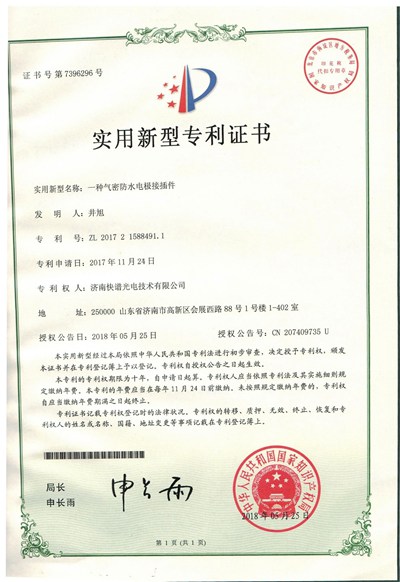 证书号第7396296号
实用新型专利证书
实用新型名称:一种气密防水电极接插件
发 明 人:井旭
专 利 号:ZL 2017 2 1588491.1
专利申请日:2017年11月24日
专 利 权 人:济南快谱光电技术有限公司
地 址:250000 山东省济南市高新区会展西路88号1号楼1-402室
授权公告日:2018年05月25日 授权公告号:CN 207409735 U
本实用新型经过本局依照中华人民共和国专利法进行初步审查,决定授予专利权,颁发
本证书并在专利登记簿上予以登记。专利权自授权公告之日起生效。
本专利的专利权期限为十年,自申请日起算。专利权人应当依照专利法及其实施细则规
定缴纳年费。本专利的年费应当在每年11月24日前缴纳。未按照规定缴纳年费的,专利权
自应当缴纳年费期满之日起终止。
专利证书记载专利权登记时的法律状况。专利权的转移、质押、无效、终止、恢复和专
利权人的姓名或名称、国籍、地址变更等事项记载在专利登记簿上。
局长
申长雨
申长雨
中华人民共和国国家知识产权局
2018年05月25日
第1页(共1页)